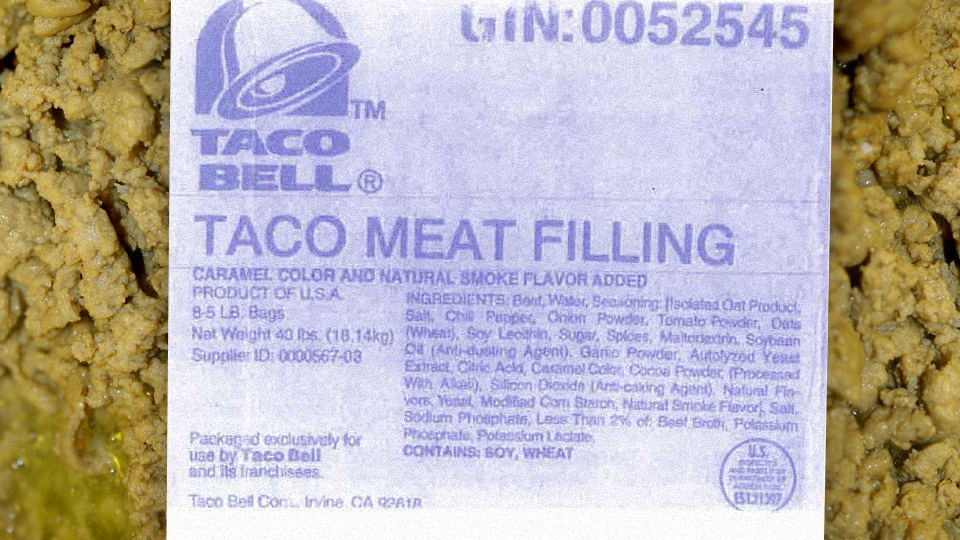 GTIN: 0052545
TM
TACO
BELL®
TACO MEAT FILLING
CARAMEL COLOR AND NATURAL SMOKE FLAVOR ADDED
PRODUCT OF U.S.A.
8-5 LB. Bags
Net Weight 40 lbs. (18.14kg)
Supplier ID: 0000567-03
INGREDIENTS: Beef, Water, Seasoning: [Isolated Oat Product,
Salt, Chili Pepper, Onion Powder, Tomato Powder, Oats
(Wheat), Soy Lecithin, Sugar, Spices, Maltodextrin, Soybean
Oil (Anti-dusting Agent), Garlic Powder, Autolyzed Yeast
Extract, Citric Acid, Caramel Color, Cocoa Powder, (Processed
With Alkali), Silicon Dioxide (Anti-caking Agent), Natural Fla-
vors, Yeast, Modified Corn Starch, Natural Smoke Flavor], Salt,
Sodium Phosphate, Less Than 2% of: Beef Broth, Potassium
Phosphate, Potassium Lactate.
CONTAINS: SOY, WHEAT
Packaged exclusively for
use by Taco Bell
and its franchisees.
Taco Bell Corp., Irvine, CA 92618
U.S.
EST.21397